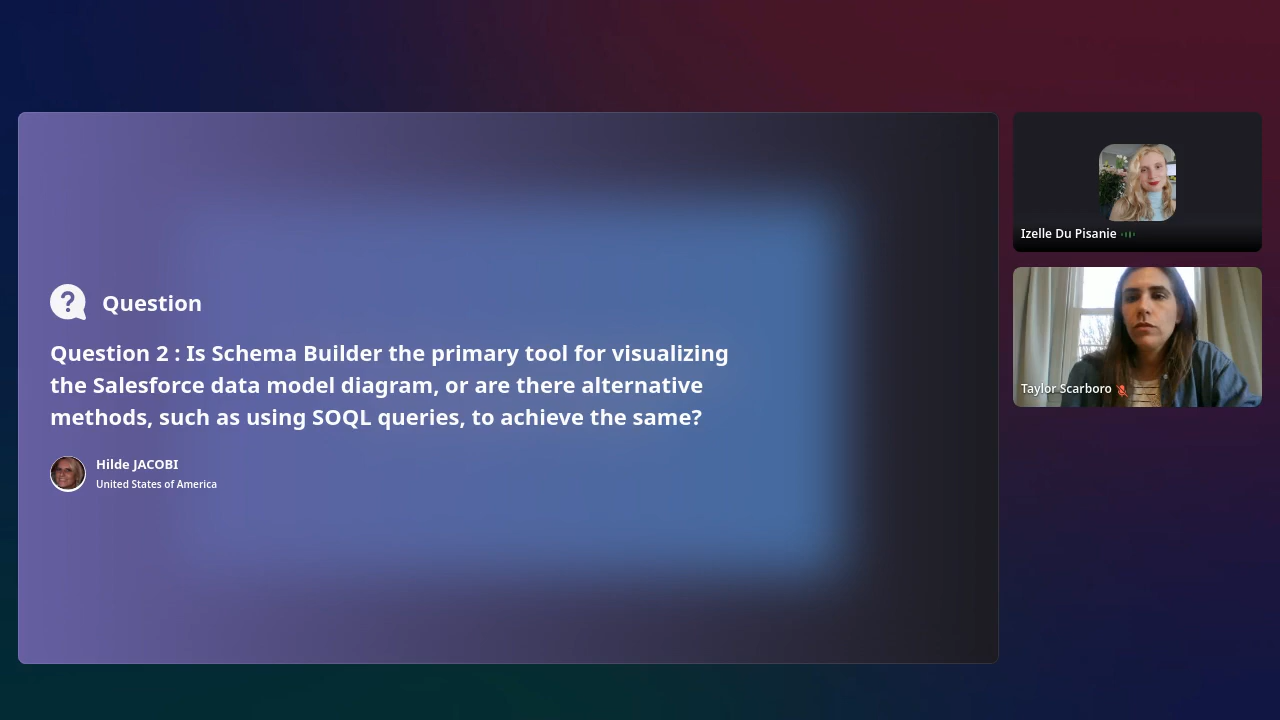 Question
Question 2 : Is Schema Builder the primary tool for visualizing
the Salesforce data model diagram, or are there alternative
methods, such as using SOQL queries, to achieve the same?
Hilde JACOBI
United States of America
Izelle Du Pisanie
Taylor Scarboro